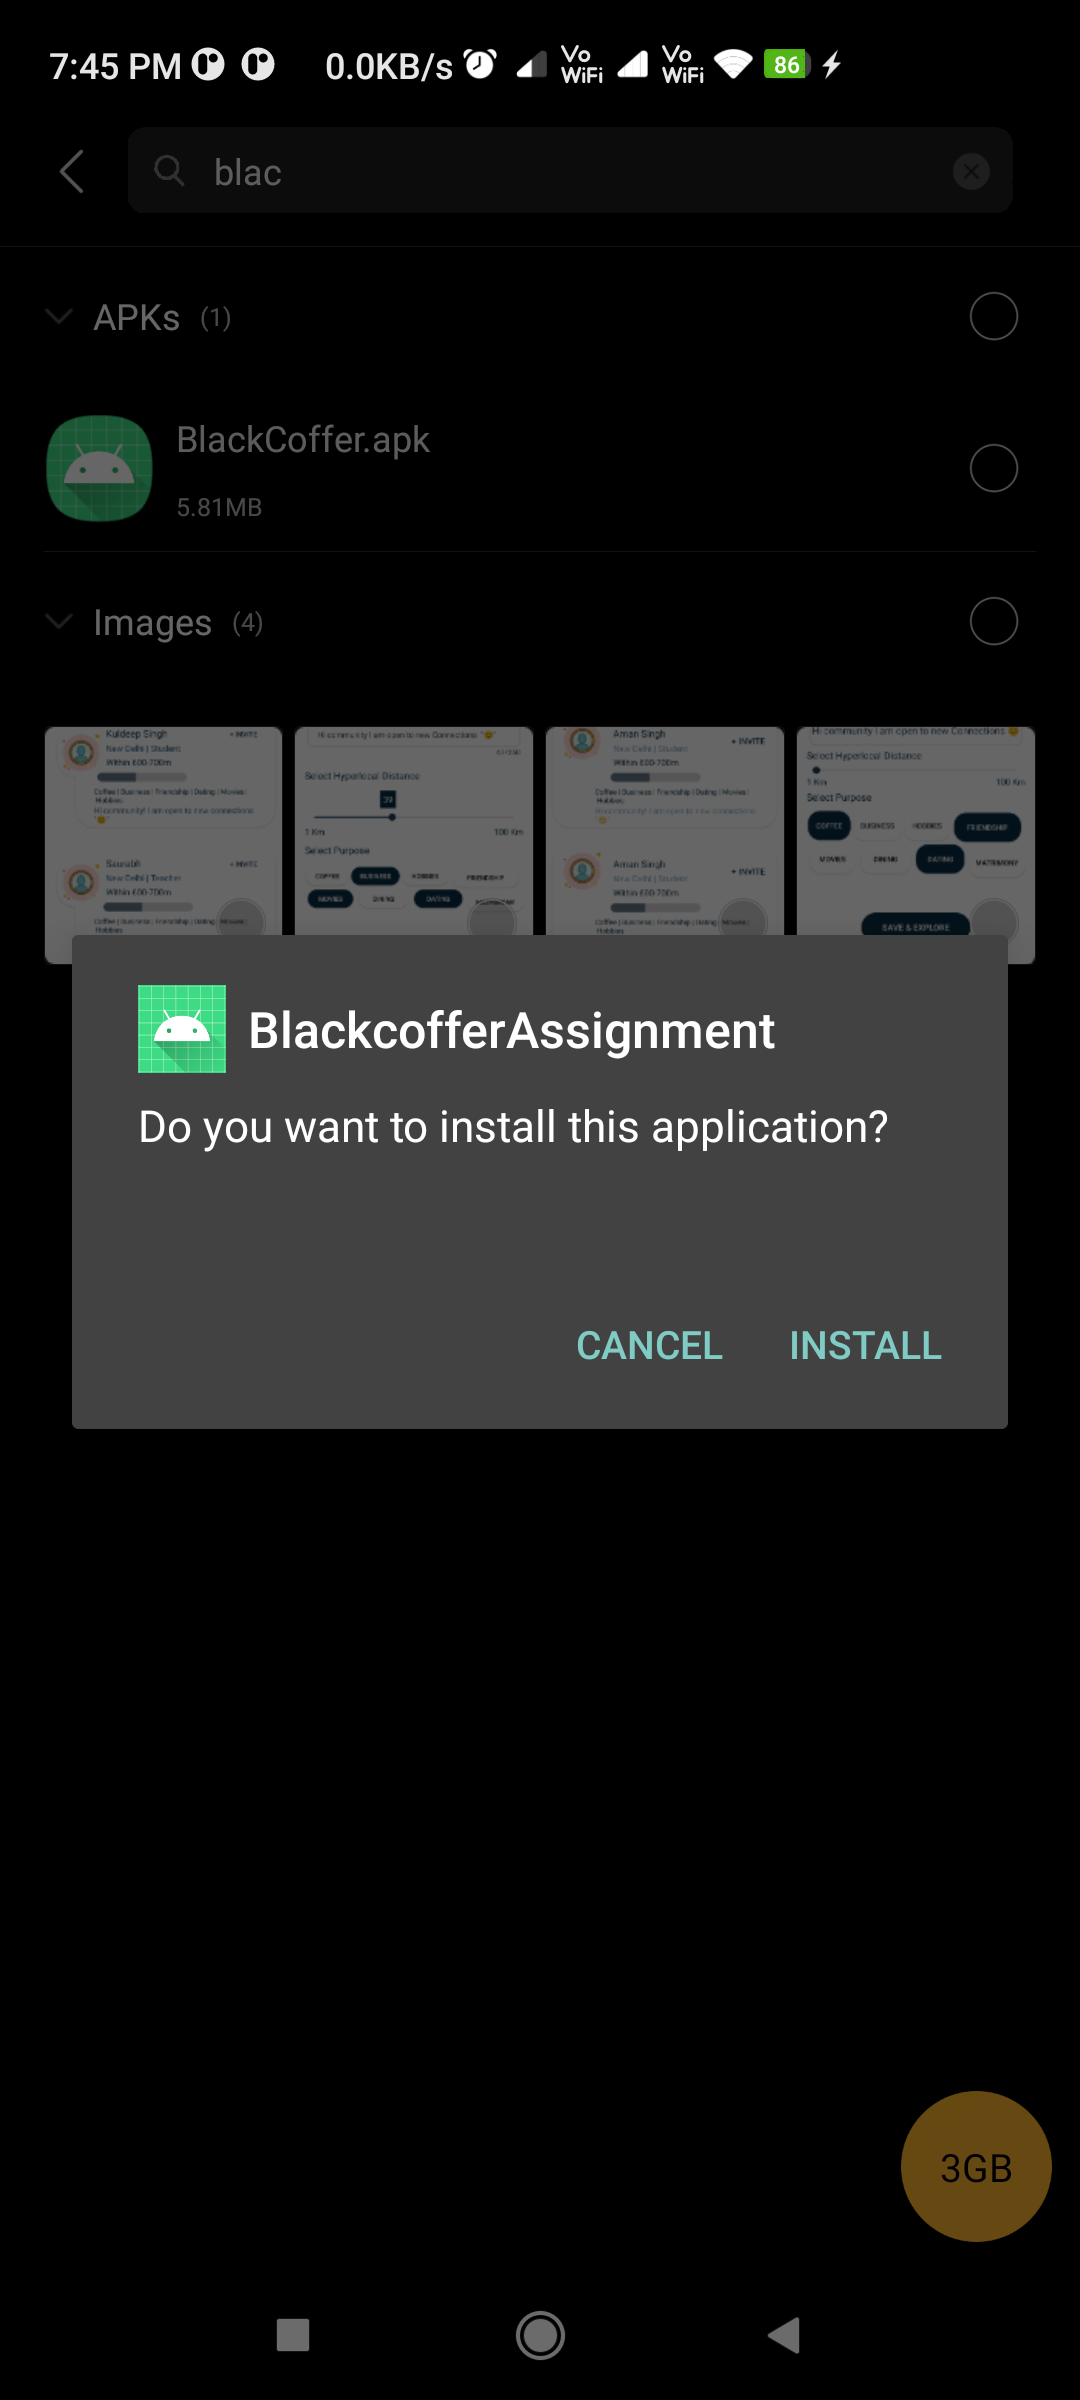 7:45 PM 0.0KB/s Vo WiFi Vo WiFi 86
blac
APKs (1)
BlackCoffer.apk
5.81MB
Images (4)
Kuldeep Singh + INVITE
New Delhi | Student
Within 600-700m
Coffee | Business | Friendship | Dating | Movies |
Hobbies
Hi community! I am open to new connections
Saurabh + INVITE
New Delhi | Teacher
Within 600-700m
Coffee | Business | Friendship | Dating | Movies |
Hobbies
Hi community I am open to new Connections "😊"
Select Hyperlocal Distance
39
1 Km 100 Km
Select Purpose
COFFEE BUSINESS HOBBIES FRIENDSHIP
MOVIES DINING DATING
Aman Singh + INVITE
New Delhi | Student
Within 600-700m
Coffee | Business | Friendship | Dating | Movies |
Hobbies
Hi community! I am open to new connections
Aman Singh + INVITE
New Delhi | Student
Within 600-700m
Coffee | Business | Friendship | Dating | Movies |
Hobbies
Hi community I am open to new Connections 😊
Select Hyperlocal Distance
1 Km 100 Km
Select Purpose
COFFEE BUSINESS HOBBIES FRIENDSHIP
MOVIES DINING DATING MATRIMONY
SAVE & EXPLORE
BlackcofferAssignment
Do you want to install this application?
CANCEL INSTALL
3GB